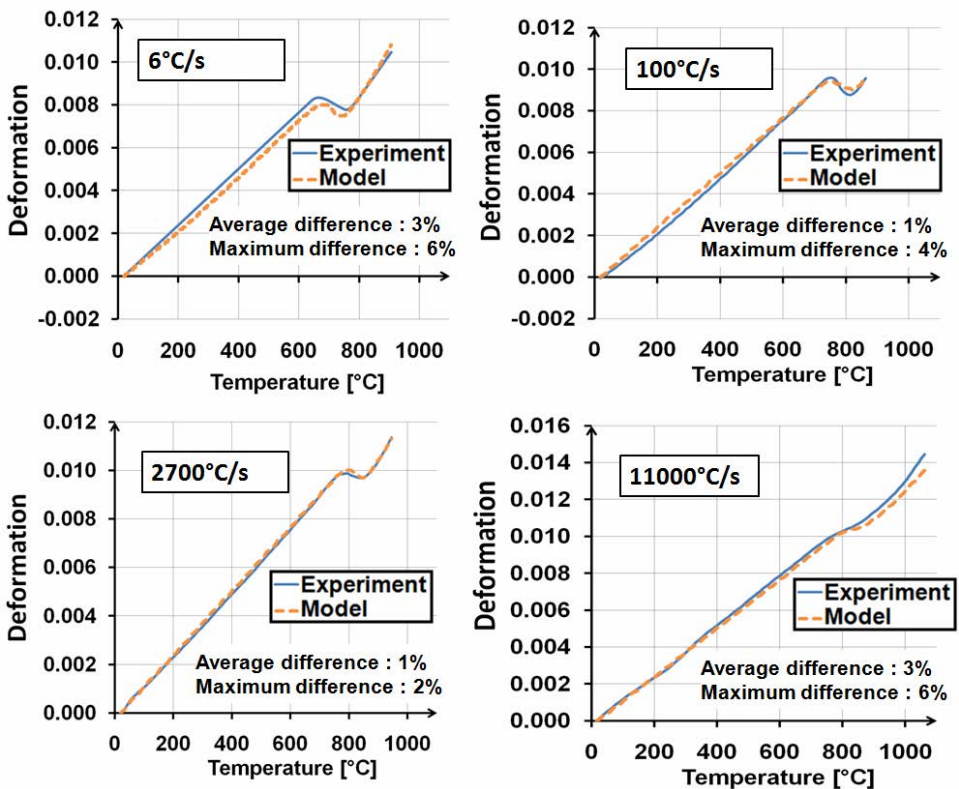 0.012
0.010
0.008
0.006
0.004
0.002
0.000
-0.002
Deformation
6°C/s
Experiment
Model
Average difference : 3%
Maximum difference : 6%
0 200 400 600 800 1000
Temperature [°C]
0.012
0.010
0.008
0.006
0.004
0.002
0.000
-0.002
Deformation
100°C/s
Experiment
Model
Average difference : 1%
Maximum difference : 4%
0 200 400 600 800 1000
Temperature [°C]
0.012
0.010
0.008
0.006
0.004
0.002
0.000
Deformation
2700°C/s
Experiment
Model
Average difference : 1%
Maximum difference : 2%
0 200 400 600 800 1000
Temperature [°C]
0.016
0.014
0.012
0.010
0.008
0.006
0.004
0.002
0.000
Deformation
11000°C/s
Experiment
Model
Average difference : 3%
Maximum difference : 6%
0 200 400 600 800 1000
Temperature [°C]